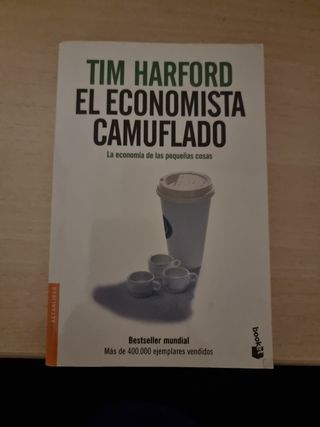 TIM HARFORD
EL ECONOMISTA
CAMUFLADO
La economía de las pequeñas cosas
Bestseller mundial
Más de 400.000 ejemplares vendidos
ACTUALIDAD
booket